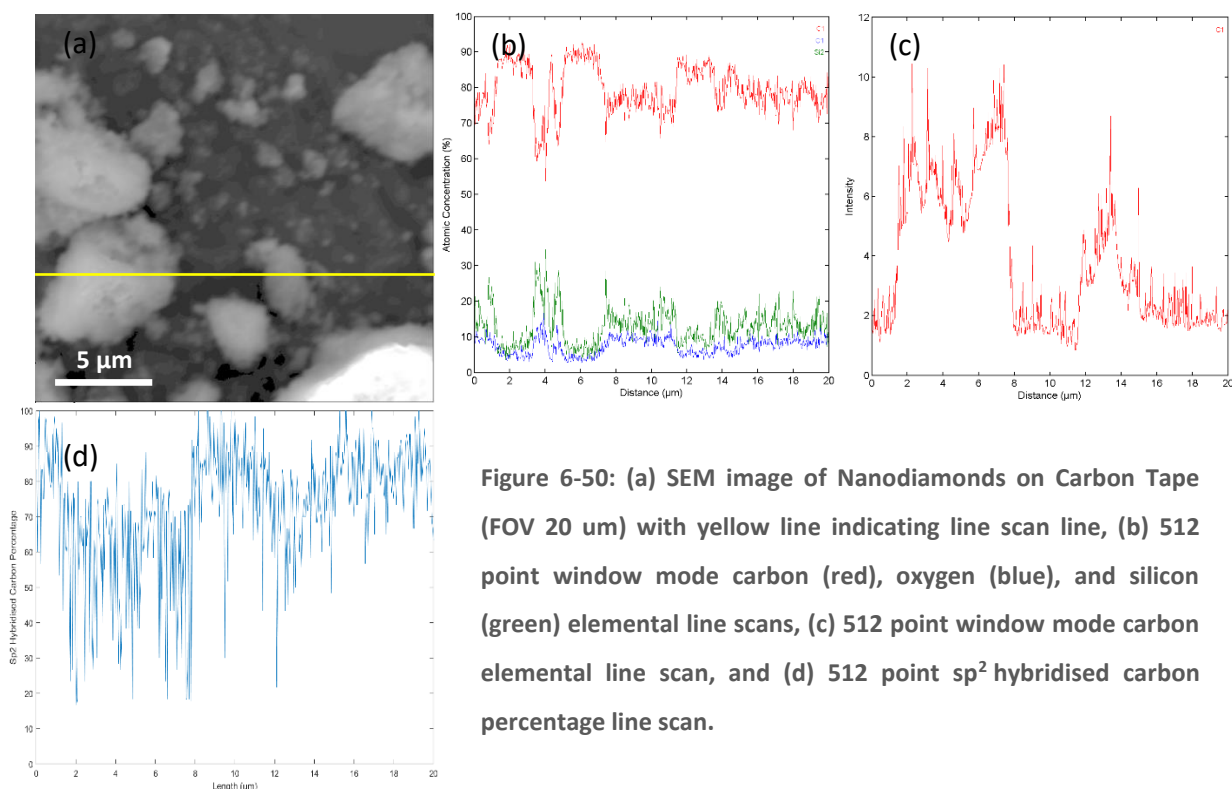 (a)
5 µm
(b)
C1
O1
Si2
100
90
80
70
60
50
40
30
20
10
0
Atomic Concentration (%)
0 2 4 6 8 10 12 14 16 18 20
Distance (µm)
(c)
C1
12
10
8
6
4
2
0
Intensity
0 2 4 6 8 10 12 14 16 18 20
Distance (µm)
(d)
100
90
80
70
60
50
40
30
20
10
0
Sp2 Hybridised Carbon Percentage
0 2 4 6 8 10 12 14 16 18 20
Length (µm)
Figure 6-50: (a) SEM image of Nanodiamonds on Carbon Tape
(FOV 20 um) with yellow line indicating line scan line, (b) 512
point window mode carbon (red), oxygen (blue), and silicon
(green) elemental line scans, (c) 512 point window mode carbon
elemental line scan, and (d) 512 point sp² hybridised carbon
percentage line scan.